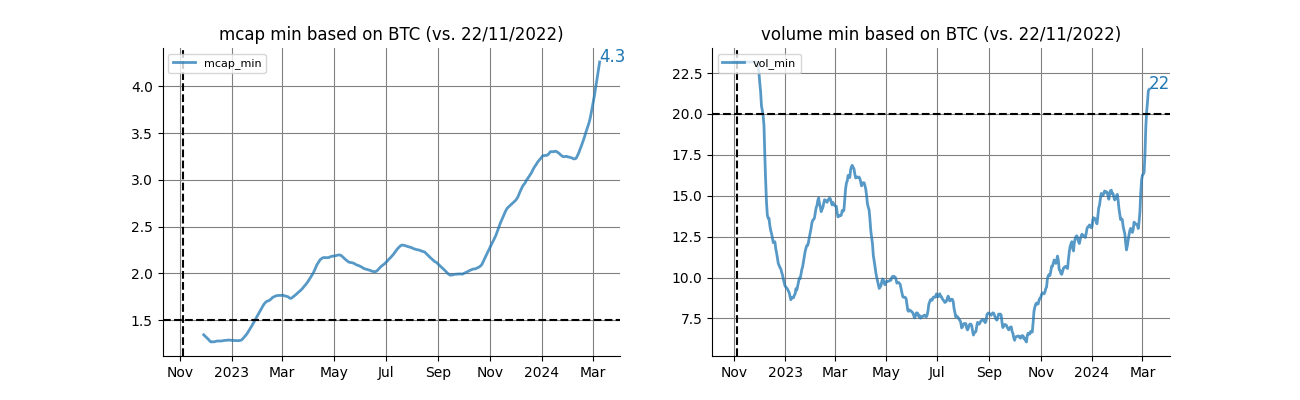 mcap min based on BTC (vs. 22/11/2022)
mcap_min
4.3
4.0
3.5
3.0
2.5
2.0
1.5
Nov 2023 Mar May Jul Sep Nov 2024 Mar
volume min based on BTC (vs. 22/11/2022)
vol_min
22
22.5
20.0
17.5
15.0
12.5
10.0
7.5
Nov 2023 Mar May Jul Sep Nov 2024 Mar